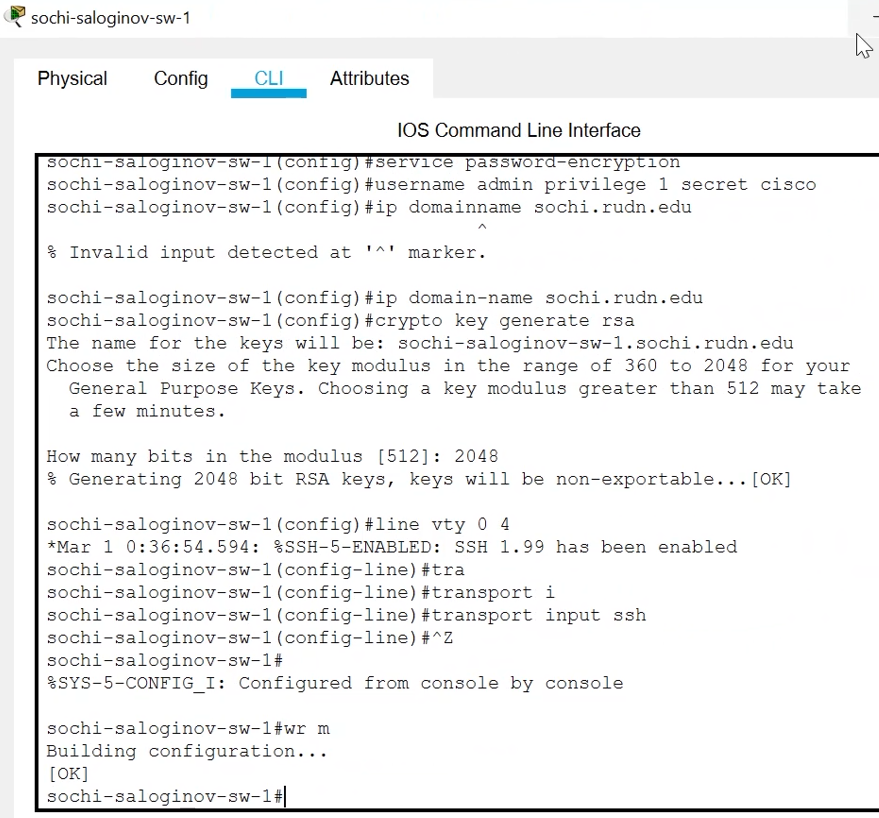 sochi-saloginov-sw-1
Physical Config CLI Attributes
IOS Command Line Interface
sochi-saloginov-sw-1(config)#service password-encryption
sochi-saloginov-sw-1(config)#username admin privilege 1 secret cisco
sochi-saloginov-sw-1(config)#ip domainname sochi.rudn.edu
^
% Invalid input detected at '^' marker.
sochi-saloginov-sw-1(config)#ip domain-name sochi.rudn.edu
sochi-saloginov-sw-1(config)#crypto key generate rsa
The name for the keys will be: sochi-saloginov-sw-1.sochi.rudn.edu
Choose the size of the key modulus in the range of 360 to 2048 for your
General Purpose Keys. Choosing a key modulus greater than 512 may take
a few minutes.
How many bits in the modulus [512]: 2048
% Generating 2048 bit RSA keys, keys will be non-exportable...[OK]
sochi-saloginov-sw-1(config)#line vty 0 4
*Mar 1 0:36:54.594: %SSH-5-ENABLED: SSH 1.99 has been enabled
sochi-saloginov-sw-1(config-line)#tra
sochi-saloginov-sw-1(config-line)#transport i
sochi-saloginov-sw-1(config-line)#transport input ssh
sochi-saloginov-sw-1(config-line)#^Z
sochi-saloginov-sw-1#
%SYS-5-CONFIG_I: Configured from console by console
sochi-saloginov-sw-1#wr m
Building configuration...
[OK]
sochi-saloginov-sw-1#